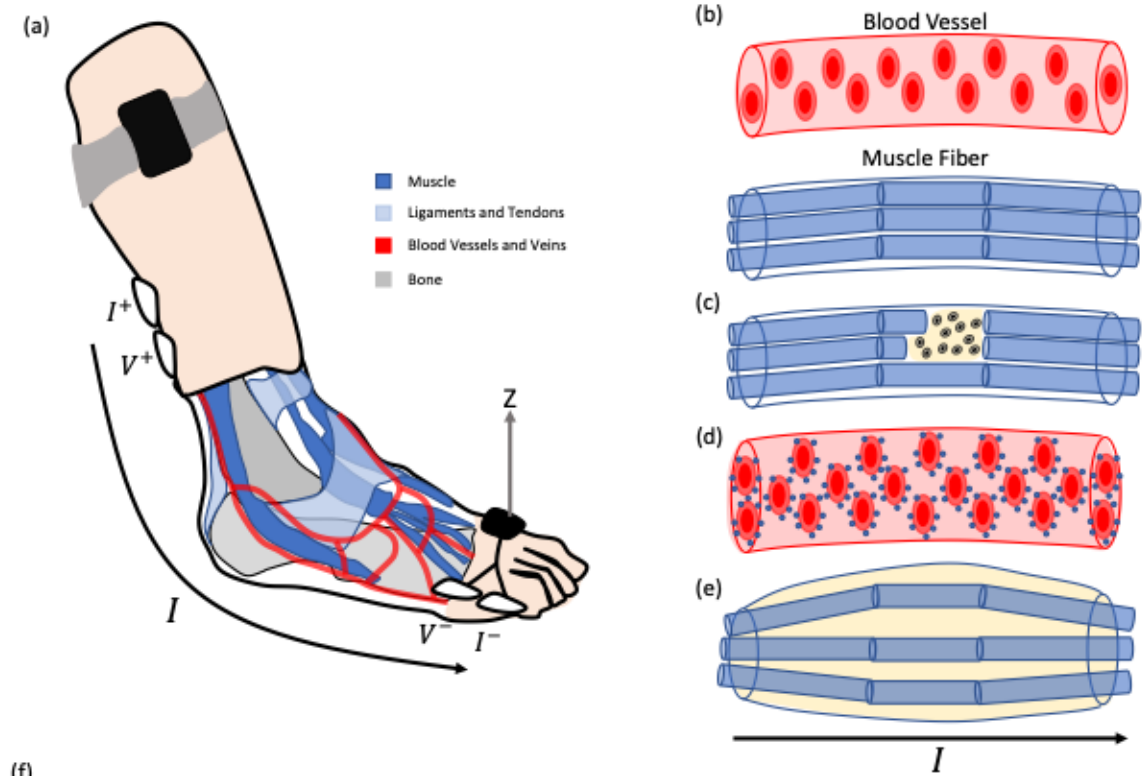 (a)
Muscle
Ligaments and Tendons
Blood Vessels and Veins
Bone
I⁺
V⁺
Z
I
V⁻
I⁻
(b)
Blood Vessel
Muscle Fiber
(c)
(d)
(e)
I
(f)